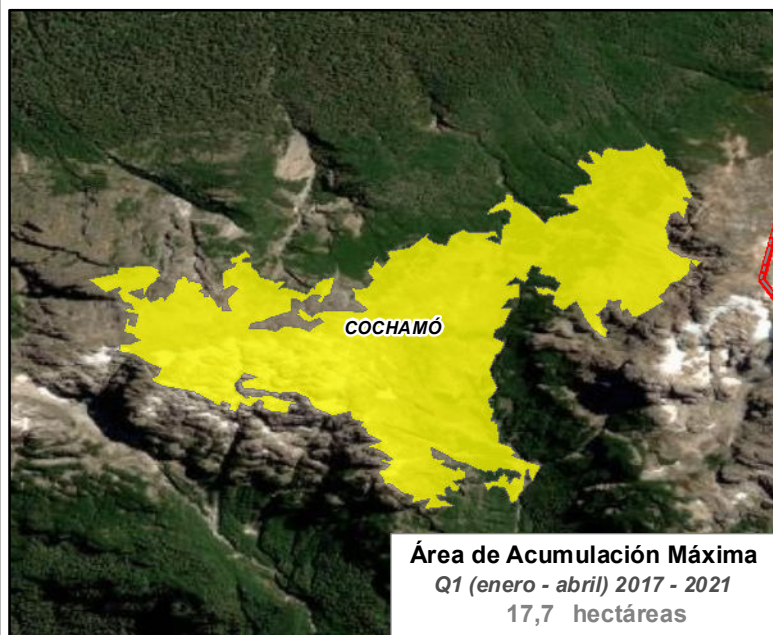 COCHAMÓ
Área de Acumulación Máxima
Q1 (enero - abril) 2017 - 2021
17,7 hectáreas